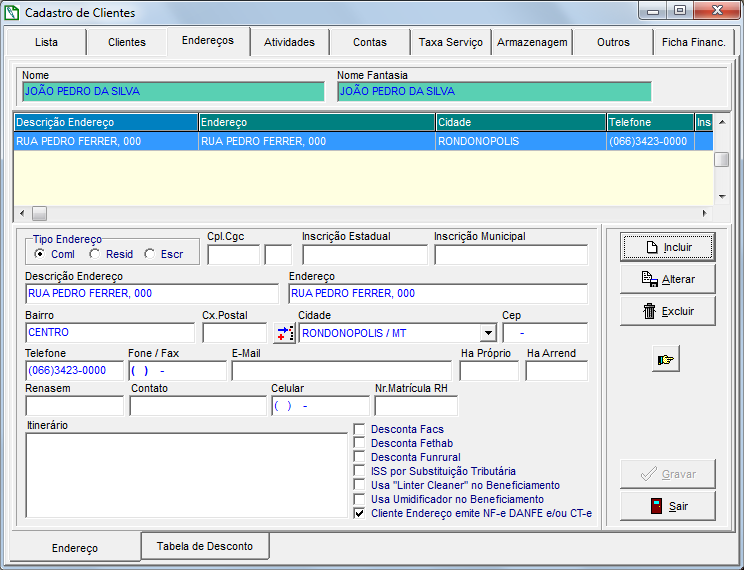 Cadastro de Clientes
Lista Clientes Endereços Atividades Contas Taxa Serviço Armazenagem Outros Ficha Financ.
Nome Nome Fantasia
JOÃO PEDRO DA SILVA JOÃO PEDRO DA SILVA
Descrição Endereço Endereço Cidade Telefone Ins
RUA PEDRO FERRER, 000 RUA PEDRO FERRER, 000 RONDONOPOLIS (066)3423-0000
Tipo Endereço Cpl.Cgc Inscrição Estadual Inscrição Municipal
Coml Resid Escr
Incluir
Descrição Endereço Endereço
Alterar
RUA PEDRO FERRER, 000 RUA PEDRO FERRER, 000
Bairro Cx.Postal Cidade Cep
Excluir
CENTRO RONDONOPOLIS / MT -
Telefone Fone / Fax E-Mail Ha Próprio Ha Arrend
(066)3423-0000 ( ) -
Renasem Contato Celular Nr.Matrícula RH
( ) -
Itinerário
Desconta Facs
Desconta Fethab
Desconta Funrural
ISS por Substituição Tributária
Usa "Linter Cleaner" no Beneficiamento
Usa Umidificador no Beneficiamento
Cliente Endereço emite NF-e DANFE e/ou CT-e
Gravar
Sair
Endereço Tabela de Desconto